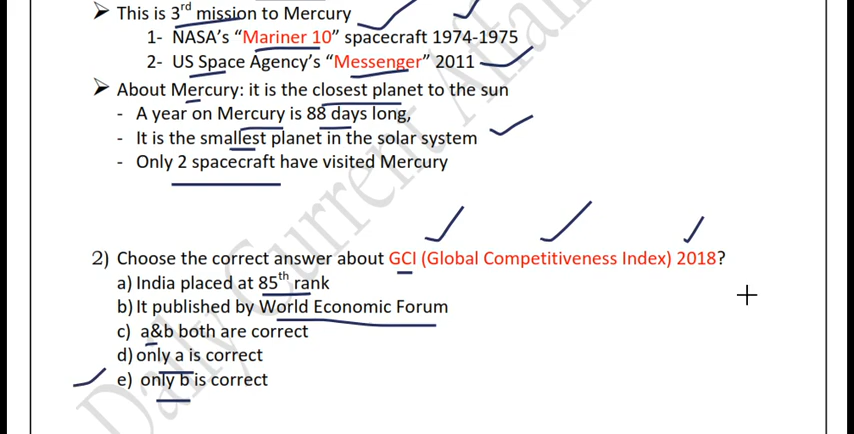 ➤ This is 3rd mission to Mercury
1- NASA's "Mariner 10" spacecraft 1974-1975
2- US Space Agency's "Messenger" 2011
➤ About Mercury: it is the closest planet to the sun
- A year on Mercury is 88 days long,
- It is the smallest planet in the solar system
- Only 2 spacecraft have visited Mercury
2) Choose the correct answer about GCI (Global Competitiveness Index) 2018?
a) India placed at 85th rank
b) It published by World Economic Forum
c) a&b both are correct
d) only a is correct
e) only b is correct
Daily Current Affairs